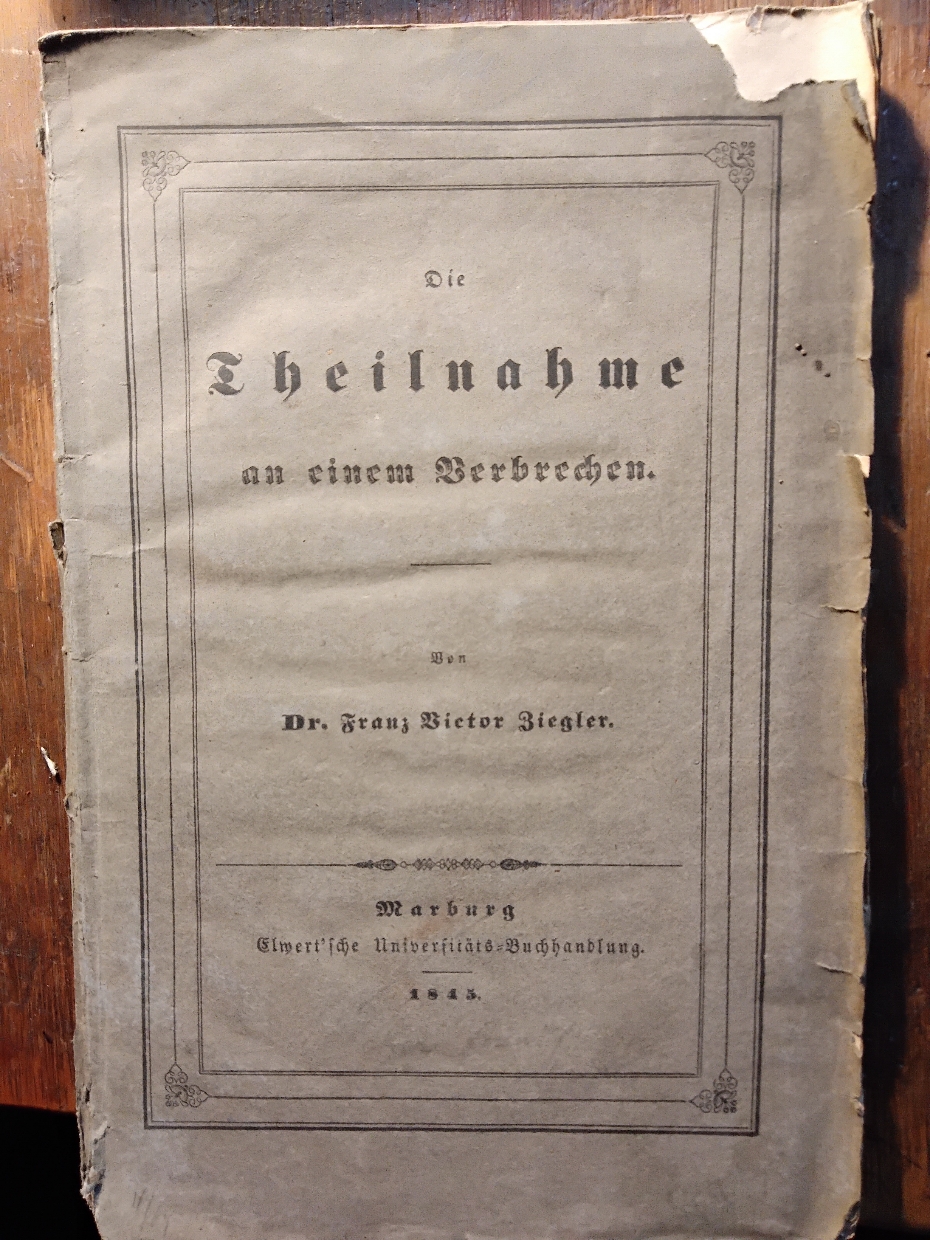 Die
Theilnahme
an einem Verbrechen.
Von
Dr. Franz Victor Ziegler.
Marburg
Elwert'sche Universitäts-Buchhandlung.
1845.